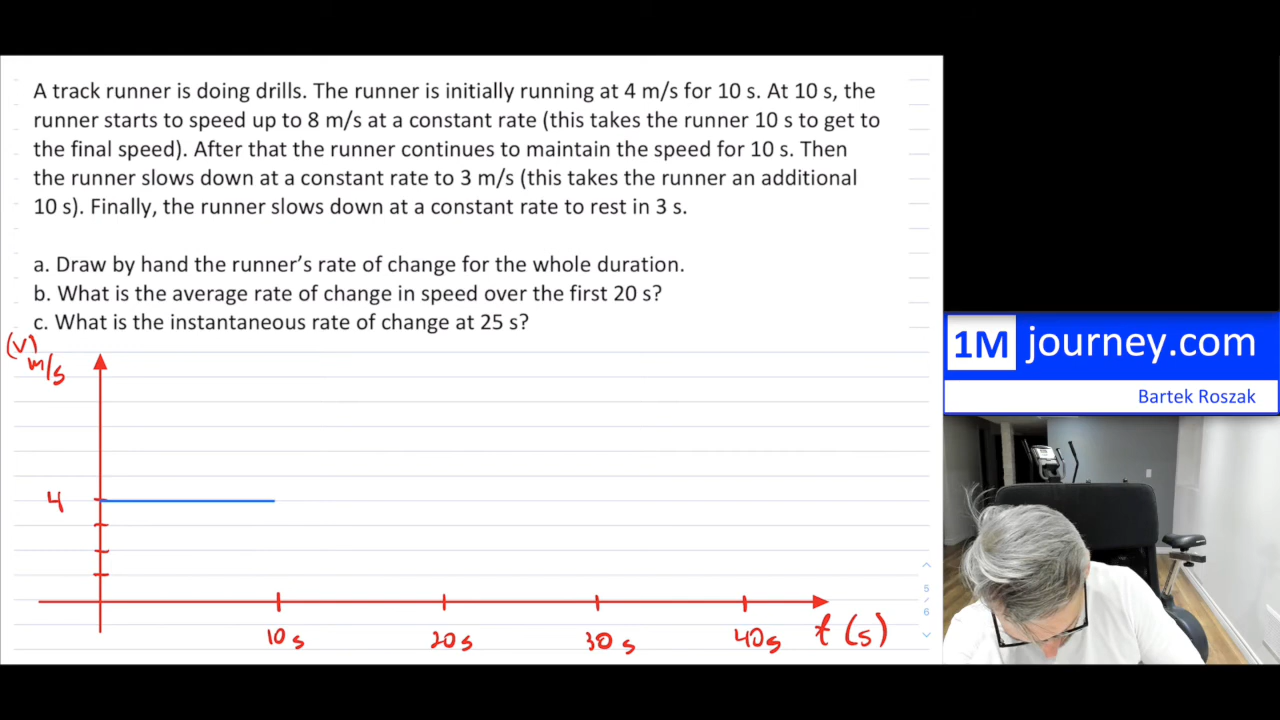 A track runner is doing drills. The runner is initially running at 4 m/s for 10 s. At 10 s, the
runner starts to speed up to 8 m/s at a constant rate (this takes the runner 10 s to get to
the final speed). After that the runner continues to maintain the speed for 10 s. Then
the runner slows down at a constant rate to 3 m/s (this takes the runner an additional
10 s). Finally, the runner slows down at a constant rate to rest in 3 s.
a. Draw by hand the runner's rate of change for the whole duration.
b. What is the average rate of change in speed over the first 20 s?
c. What is the instantaneous rate of change at 25 s?
(v)
m/s
4
10s 20s 30s 40s t (s)
5
/
6
1M journey.com
Bartek Roszak